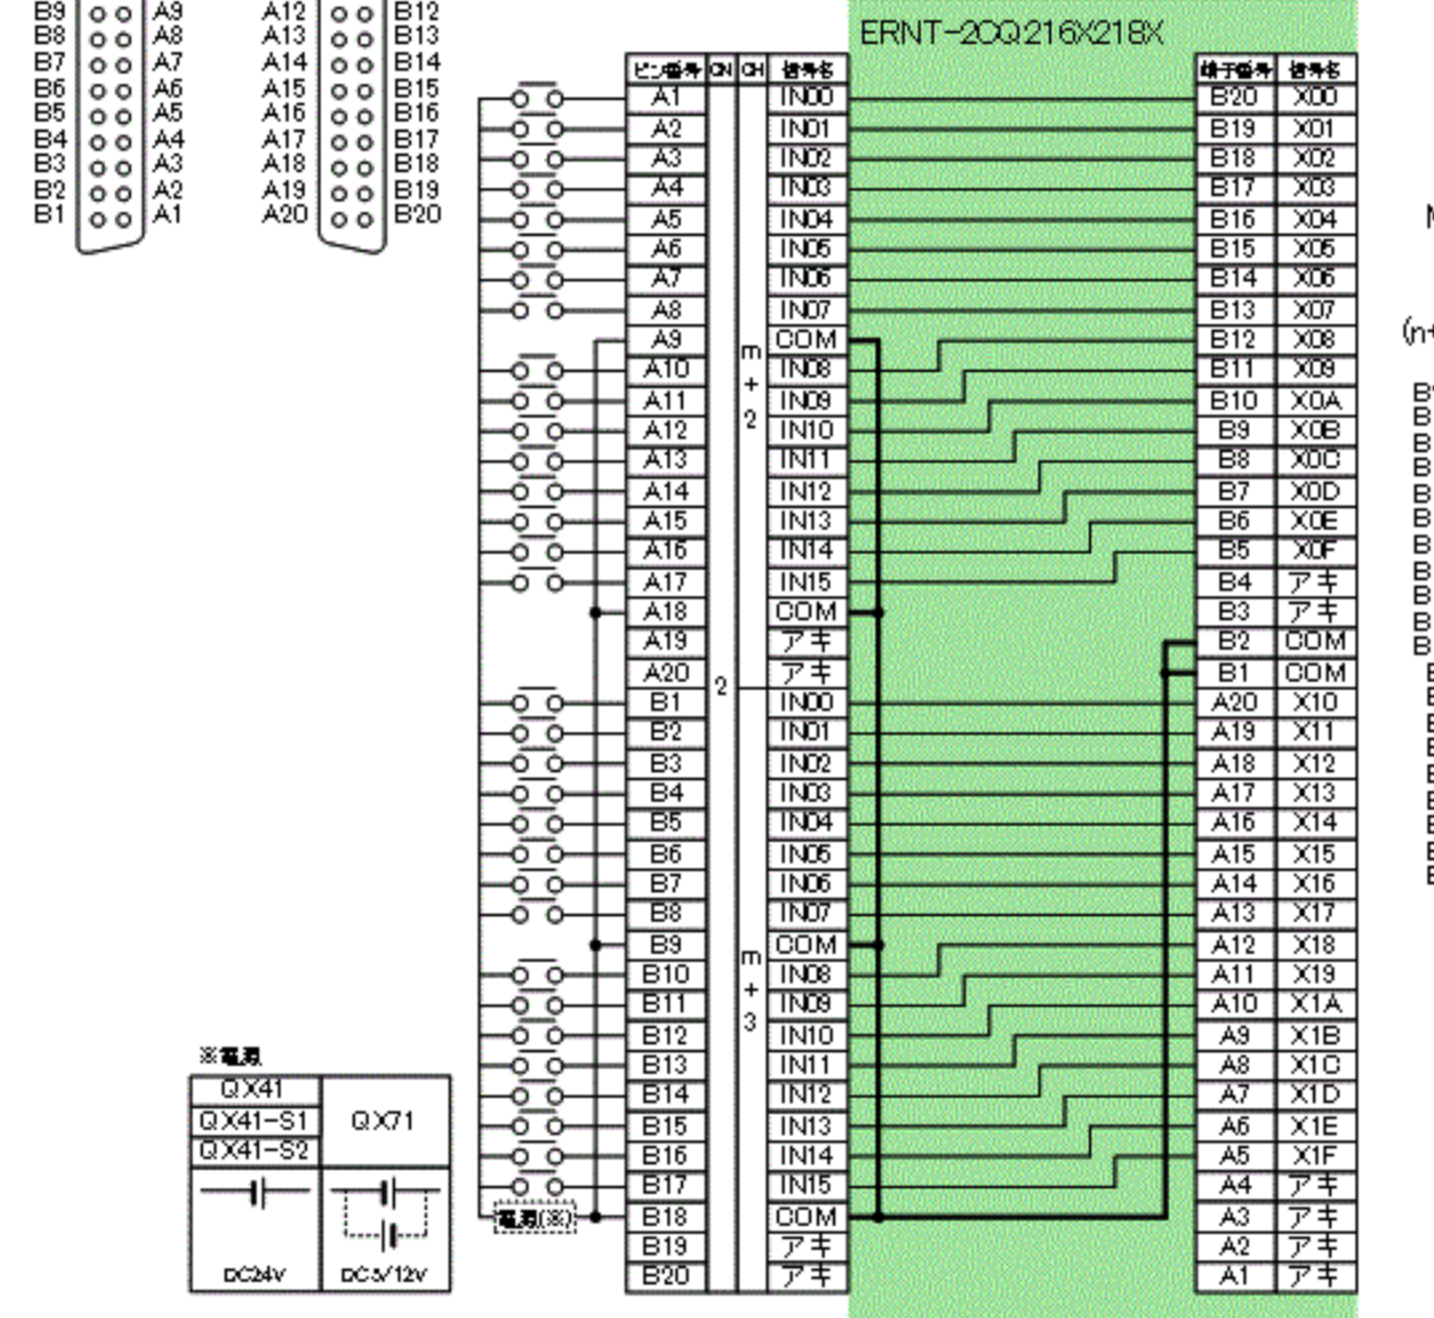 B9 A9 A12 B12
B8 A8 A13 B13
B7 A7 A14 B14
B6 A6 A15 B15
B5 A5 A16 B16
B4 A4 A17 B17
B3 A3 A18 B18
B2 A2 A19 B19
B1 A1 A20 B20
ERNT-2CQ216X218X
ピン番号 CN CH 信号名 端子番号 信号名
A1 IN00 B20 X00
A2 IN01 B19 X01
A3 IN02 B18 X02
A4 IN03 B17 X03
A5 IN04 B16 X04
A6 IN05 B15 X05
A7 IN06 B14 X06
A8 IN07 B13 X07
A9 COM B12 X08
A10 IN08 B11 X09
A11 IN09 B10 X0A
A12 IN10 B9 X0B
A13 IN11 B8 X0C
A14 IN12 B7 X0D
A15 IN13 B6 X0E
A16 IN14 B5 X0F
A17 IN15 B4 アキ
A18 COM B3 アキ
A19 アキ B2 COM
A20 アキ B1 COM
m+2
2
B1 IN00 A20 X10
B2 IN01 A19 X11
B3 IN02 A18 X12
B4 IN03 A17 X13
B5 IN04 A16 X14
B6 IN05 A15 X15
B7 IN06 A14 X16
B8 IN07 A13 X17
B9 COM A12 X18
B10 IN08 A11 X19
B11 IN09 A10 X1A
B12 IN10 A9 X1B
B13 IN11 A8 X1C
B14 IN12 A7 X1D
B15 IN13 A6 X1E
B16 IN14 A5 X1F
B17 IN15 A4 アキ
電源(※) B18 COM A3 アキ
B19 アキ A2 アキ
B20 アキ A1 アキ
m+3
※電源
QX41
QX41-S1 QX71
QX41-S2
DC24V DC5/12V
(n+